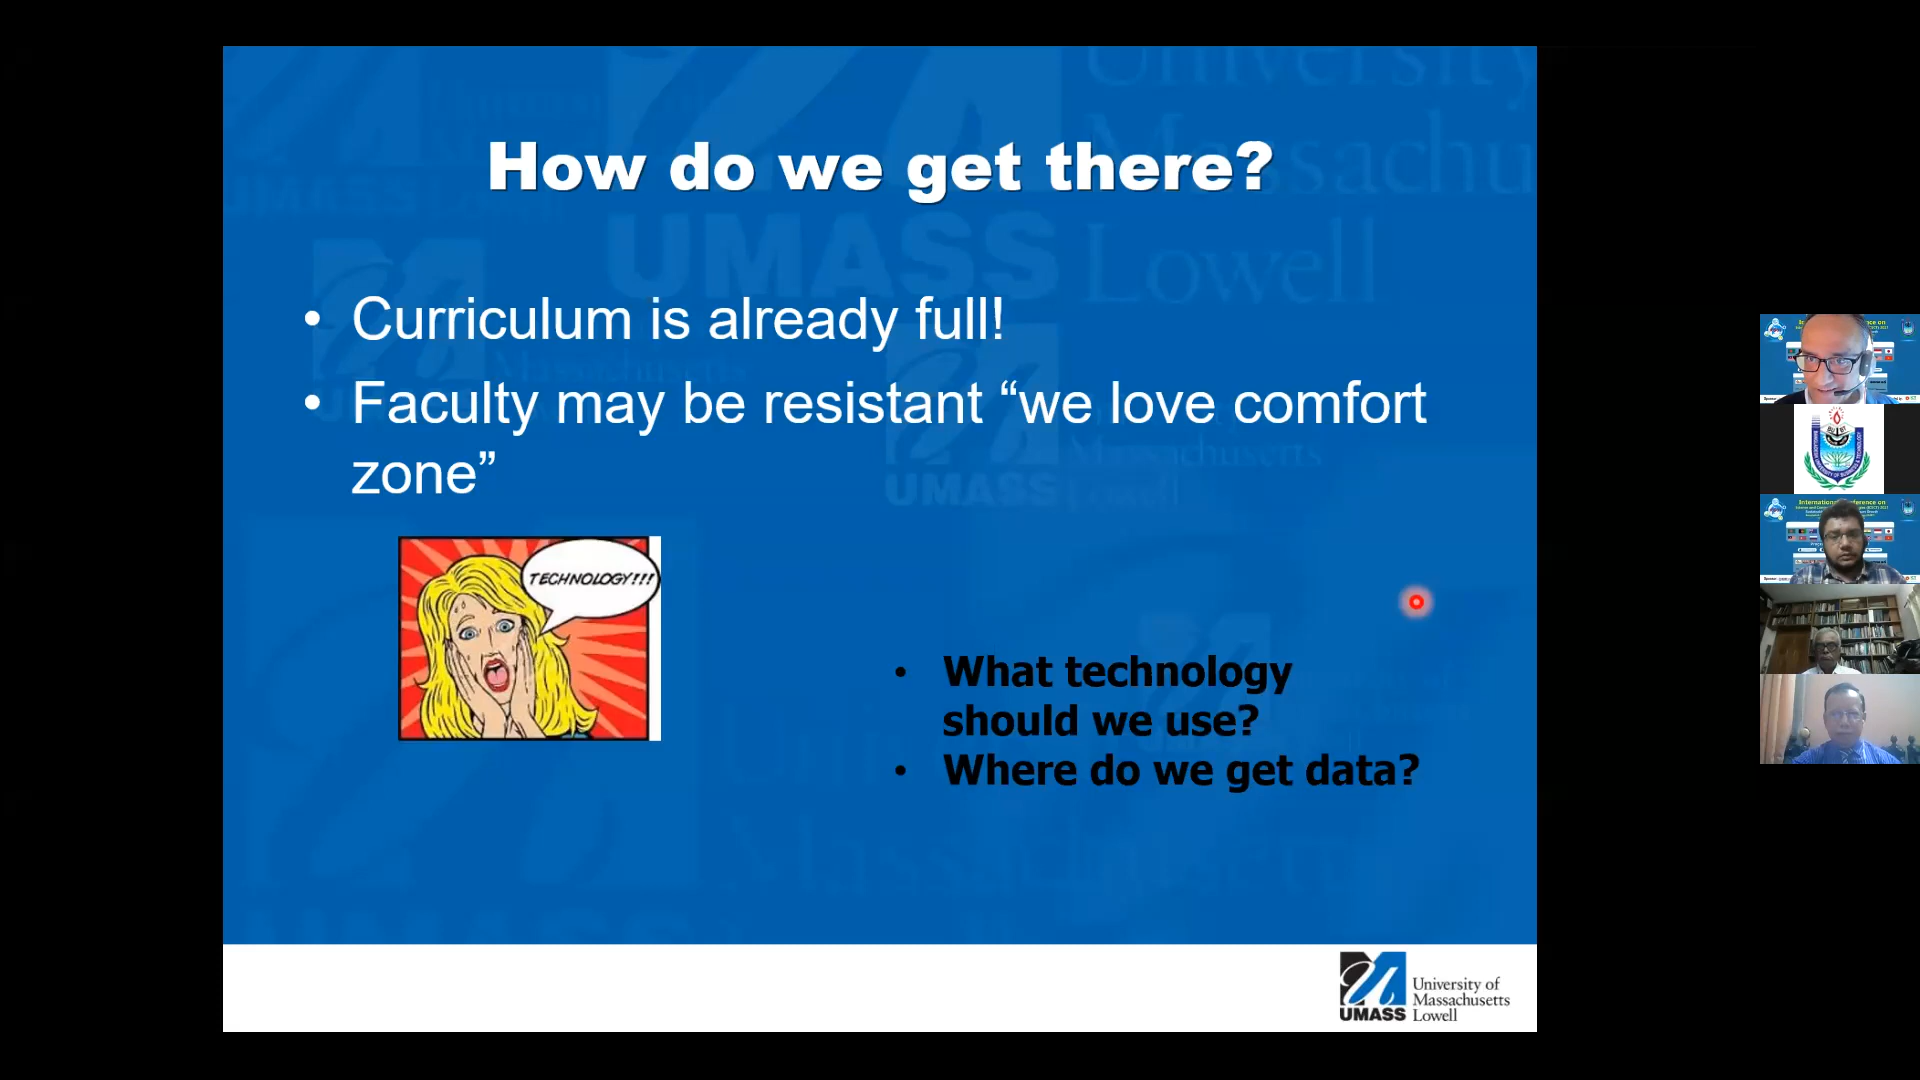 How do we get there?
• Curriculum is already full!
• Faculty may be resistant “we love comfort
zone”
TECHNOLOGY!!!
• What technology
should we use?
• Where do we get data?
UMASS
University of
Massachusetts
Lowell